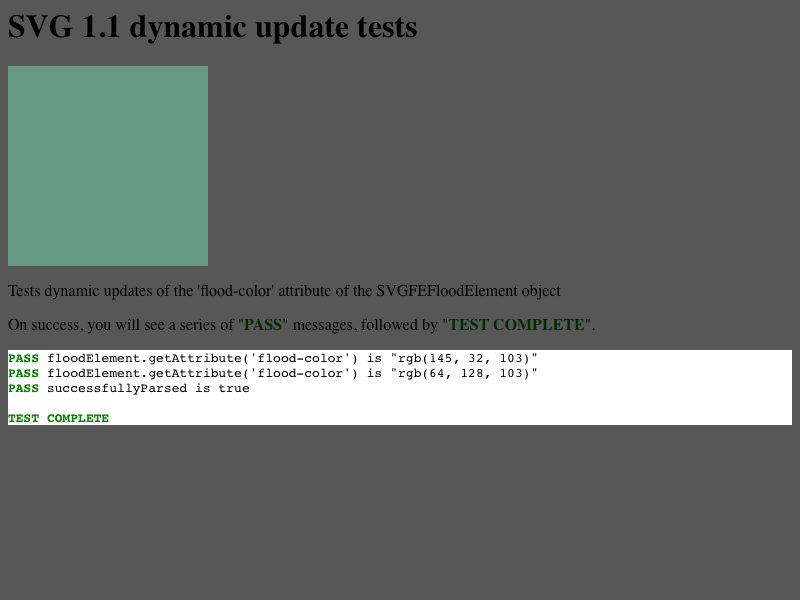 SVG 1.1 dynamic update tests
Tests dynamic updates of the 'flood-color' attribute of the SVGFEFloodElement object
On success, you will see a series of "PASS" messages, followed by "TEST COMPLETE".
PASS floodElement.getAttribute('flood-color') is "rgb(145, 32, 103)"
PASS floodElement.getAttribute('flood-color') is "rgb(64, 128, 103)"
PASS successfullyParsed is true
TEST COMPLETE